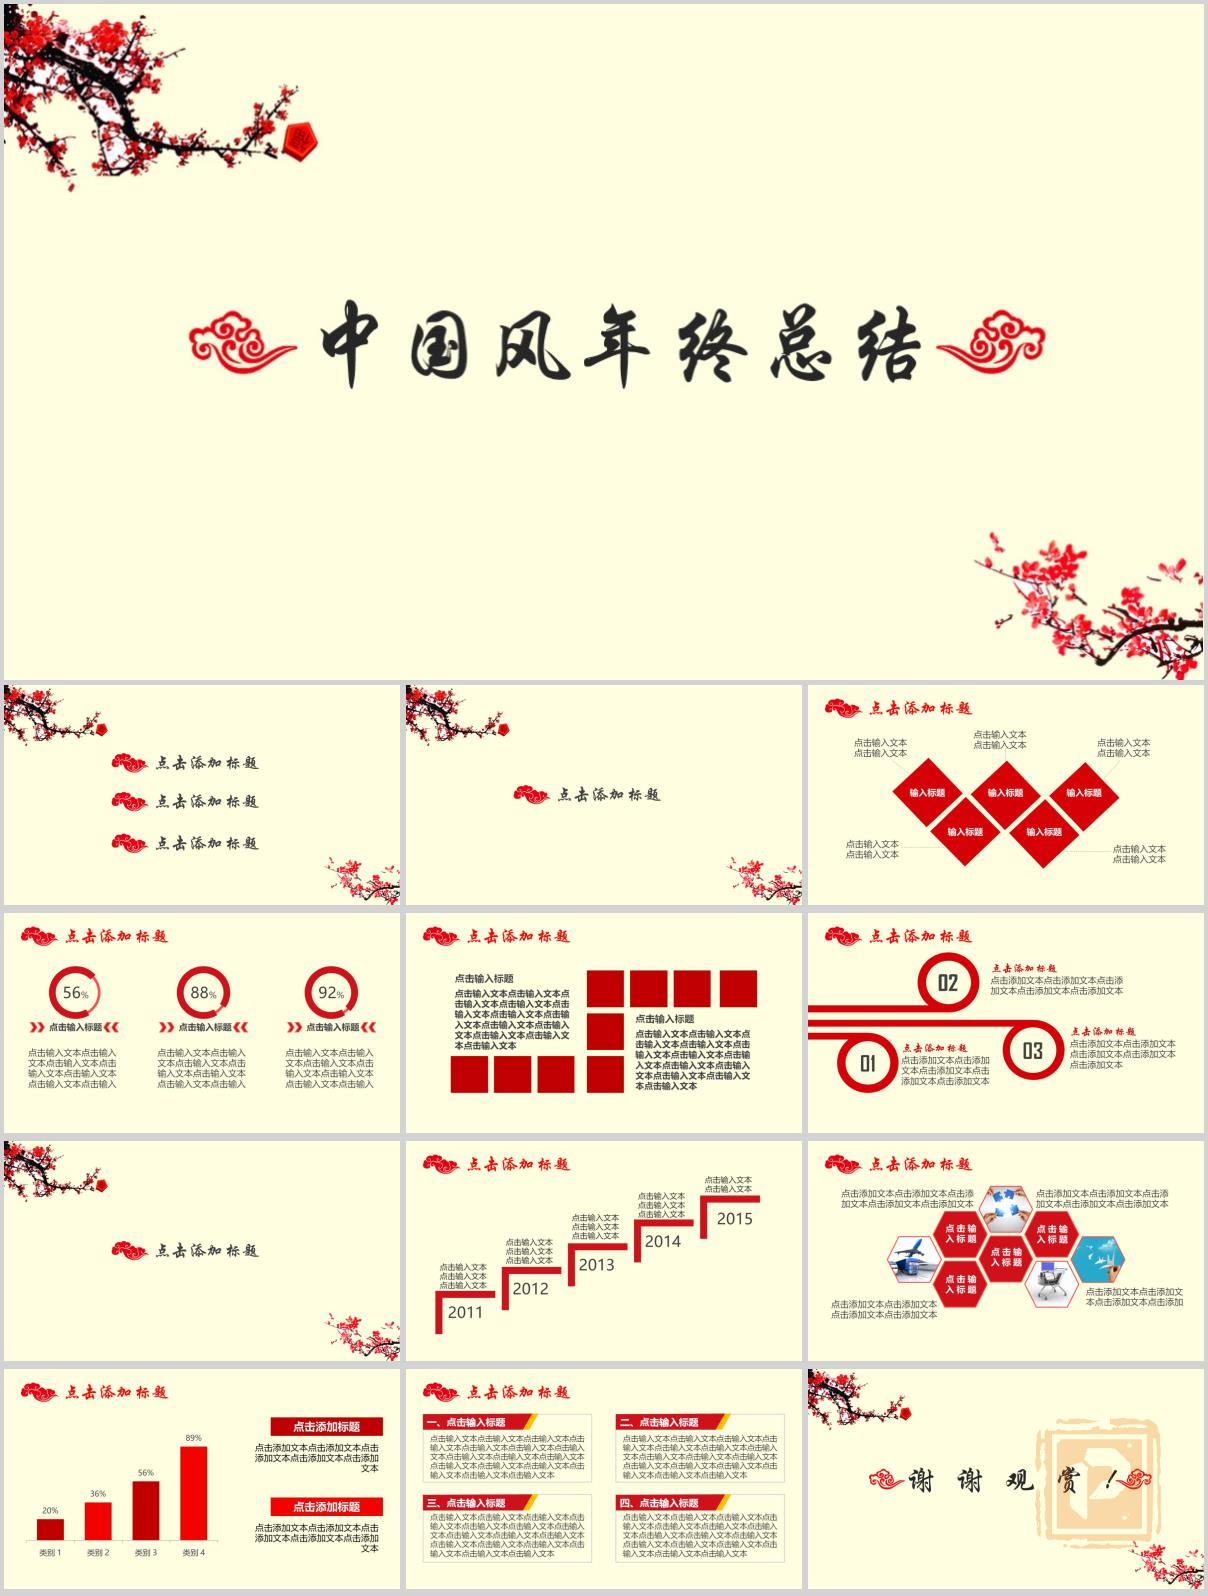 中国风年终总结
点击添加标题
点击添加标题
点击添加标题
点击添加标题
点击添加标题
点击输入文本
点击输入文本
点击输入文本
点击输入文本
点击输入文本
点击输入文本
输入标题
输入标题
输入标题
输入标题
输入标题
点击输入文本
点击输入文本
点击输入文本
点击输入文本
点击添加标题
56%
88%
92%
点击输入标题
点击输入标题
点击输入标题
点击输入文本点击输入
文本点击输入文本点击
输入文本点击输入文本
点击输入文本点击输入
点击输入文本点击输入
文本点击输入文本点击
输入文本点击输入文本
点击输入文本点击输入
点击输入文本点击输入
文本点击输入文本点击
输入文本点击输入文本
点击输入文本点击输入
点击添加标题
点击输入标题
点击输入文本点击输入文本点
击输入文本点击输入文本点击
输入文本点击输入文本点击输
入文本点击输入文本点击输入
文本点击输入文本点击输入文
本点击输入文本
点击输入标题
点击输入文本点击输入文本点
击输入文本点击输入文本点击
输入文本点击输入文本点击输
入文本点击输入文本点击输入
文本点击输入文本点击输入文
本点击输入文本
点击添加标题
02
点击添加标题
点击添加文本点击添加文本点击添
加文本点击添加文本点击添加文本
01
点击添加标题
点击添加文本点击添加
文本点击添加文本点击
添加文本点击添加文本
03
点击添加标题
点击添加文本点击添加文本
点击添加文本点击添加文本
点击添加文本
点击添加标题
点击添加标题
点击输入文本
点击输入文本
点击输入文本
2011
点击输入文本
点击输入文本
点击输入文本
2012
点击输入文本
点击输入文本
点击输入文本
2013
点击输入文本
点击输入文本
点击输入文本
2014
点击输入文本
点击输入文本
2015
点击添加标题
点击添加文本点击添加文本点击添
加文本点击添加文本点击添加文本
点击添加文本点击添加文本点击添
加文本点击添加文本点击添加文本
点击输
入标题
点击输
入标题
点击输
入标题
点击输
入标题
点击添加文本点击添加文本
点击添加文本点击添加文本
点击添加文本点击添加文
本点击添加文本点击添加
点击添加标题
20%
36%
56%
89%
类别 1
类别 2
类别 3
类别 4
点击添加标题
点击添加文本点击添加文本点击
添加文本点击添加文本点击添加
文本
点击添加标题
点击添加文本点击添加文本点击
添加文本点击添加文本点击添加
文本
点击添加标题
一、点击输入标题
点击输入文本点击输入文本点击输入文本点击
输入文本点击输入文本点击输入文本点击输入
文本点击输入文本点击输入文本点击输入文本
点击输入文本点击输入文本点击输入文本点击
输入文本点击输入文本点击输入文本
二、点击输入标题
点击输入文本点击输入文本点击输入文本点击
输入文本点击输入文本点击输入文本点击输入
文本点击输入文本点击输入文本点击输入文本
点击输入文本点击输入文本点击输入文本点击
输入文本点击输入文本点击输入文本
三、点击输入标题
点击输入文本点击输入文本点击输入文本点击
输入文本点击输入文本点击输入文本点击输入
文本点击输入文本点击输入文本点击输入文本
点击输入文本点击输入文本点击输入文本点击
输入文本点击输入文本点击输入文本
四、点击输入标题
点击输入文本点击输入文本点击输入文本点击
输入文本点击输入文本点击输入文本点击输入
文本点击输入文本点击输入文本点击输入文本
点击输入文本点击输入文本点击输入文本点击
输入文本点击输入文本点击输入文本
谢谢观赏！